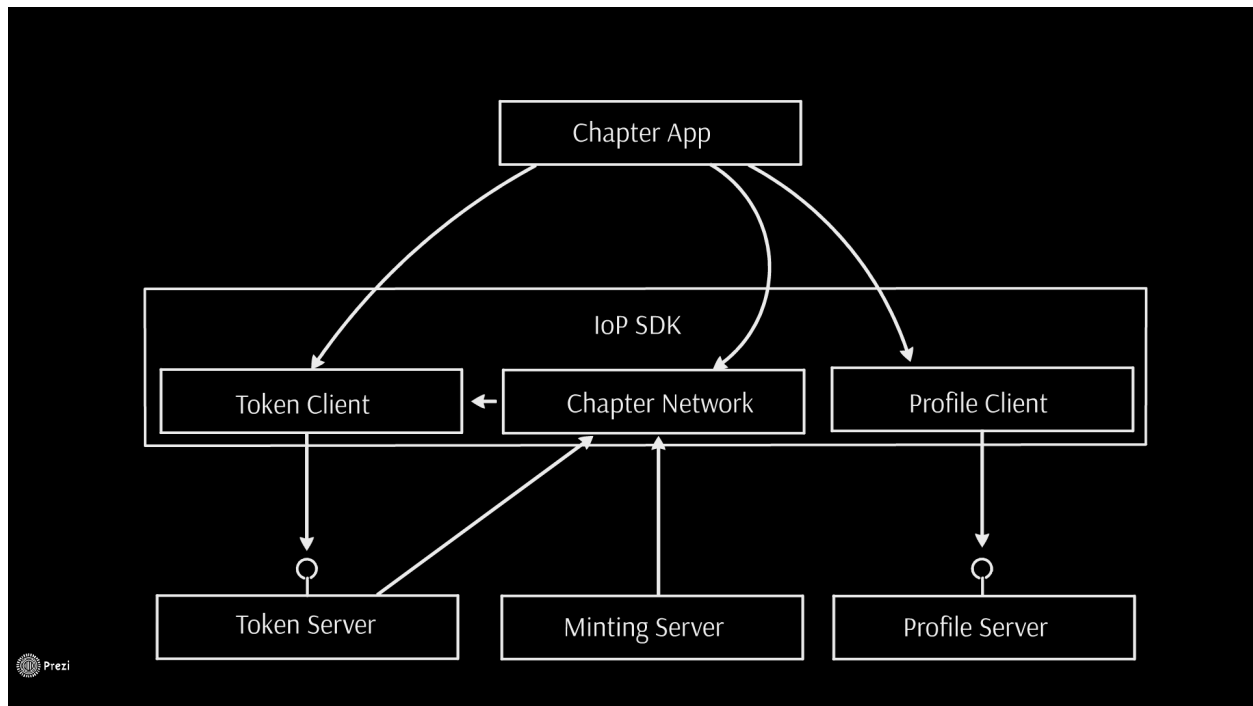 Chapter App
IoP SDK
Token Client
Chapter Network
Profile Client
Token Server
Minting Server
Profile Server
Prezi